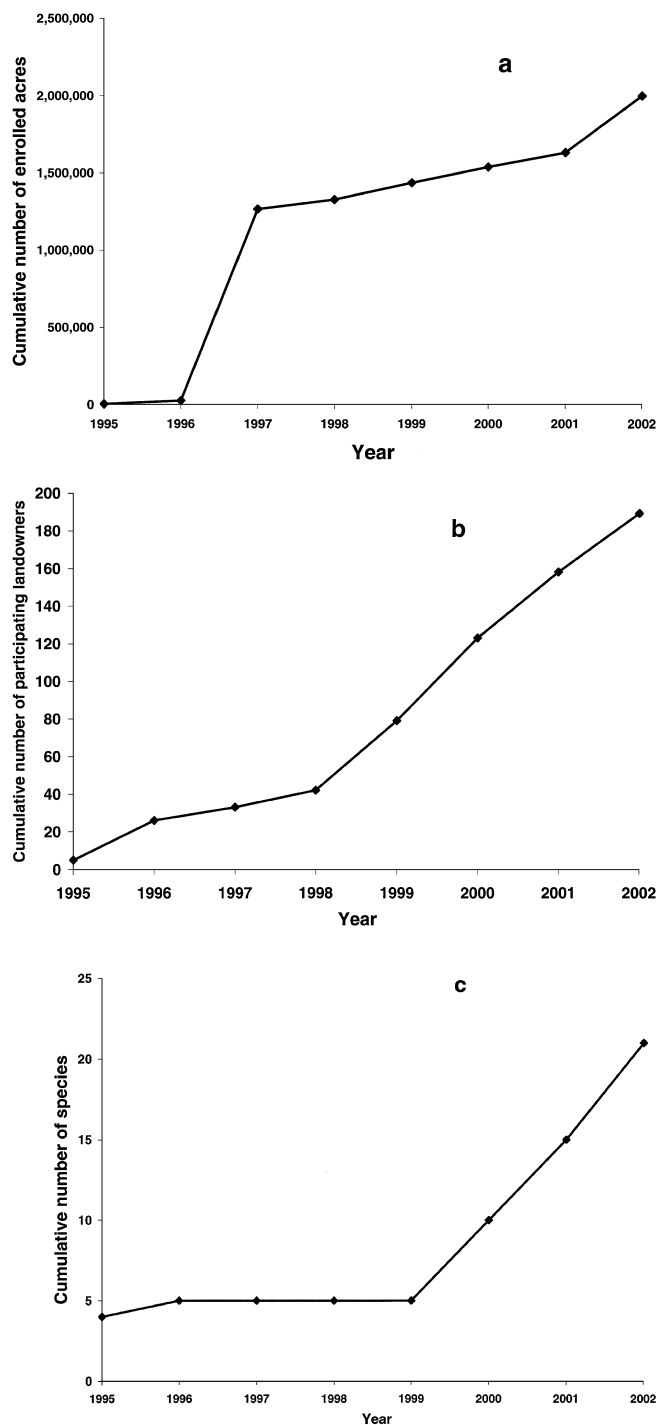 2,500,000
a
2,000,000
1,500,000
1,000,000
500,000
0
Cumulative number of enrolled acres
1995 1996 1997 1998 1999 2000 2001 2002
Year
200
b
180
160
140
120
100
80
60
40
20
0
Cumulative number of participating landowners
1995 1996 1997 1998 1999 2000 2001 2002
Year
25
c
20
15
10
5
0
Cumulative number of species
1995 1996 1997 1998 1999 2000 2001 2002
Year